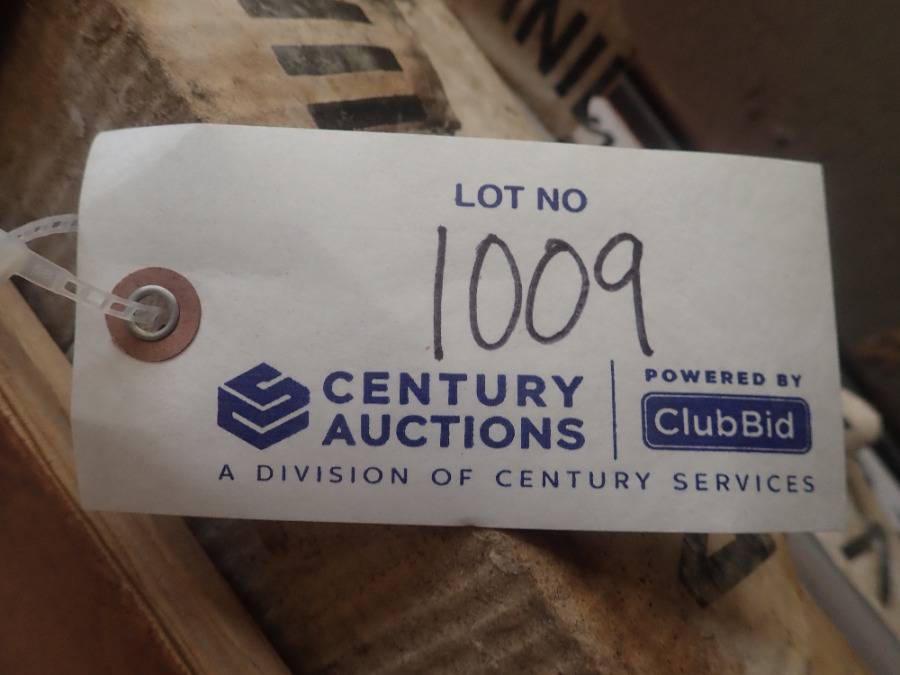 LOT NO
1009
CENTURY
AUCTIONS
POWERED BY
ClubBid
A DIVISION OF CENTURY SERVICES